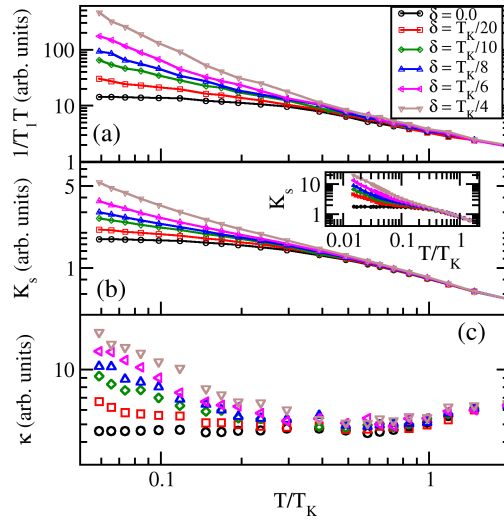 1/T₁T (arb. units)
100
10
1
(a)
δ = 0.0
δ = T_K/20
δ = T_K/10
δ = T_K/8
δ = T_K/6
δ = T_K/4
K_s (arb. units)
5
1
(b)
K_s
10
1
0.01 0.1 1
T/T_K
(c)
κ (arb. units)
10
0.1 1
T/T_K